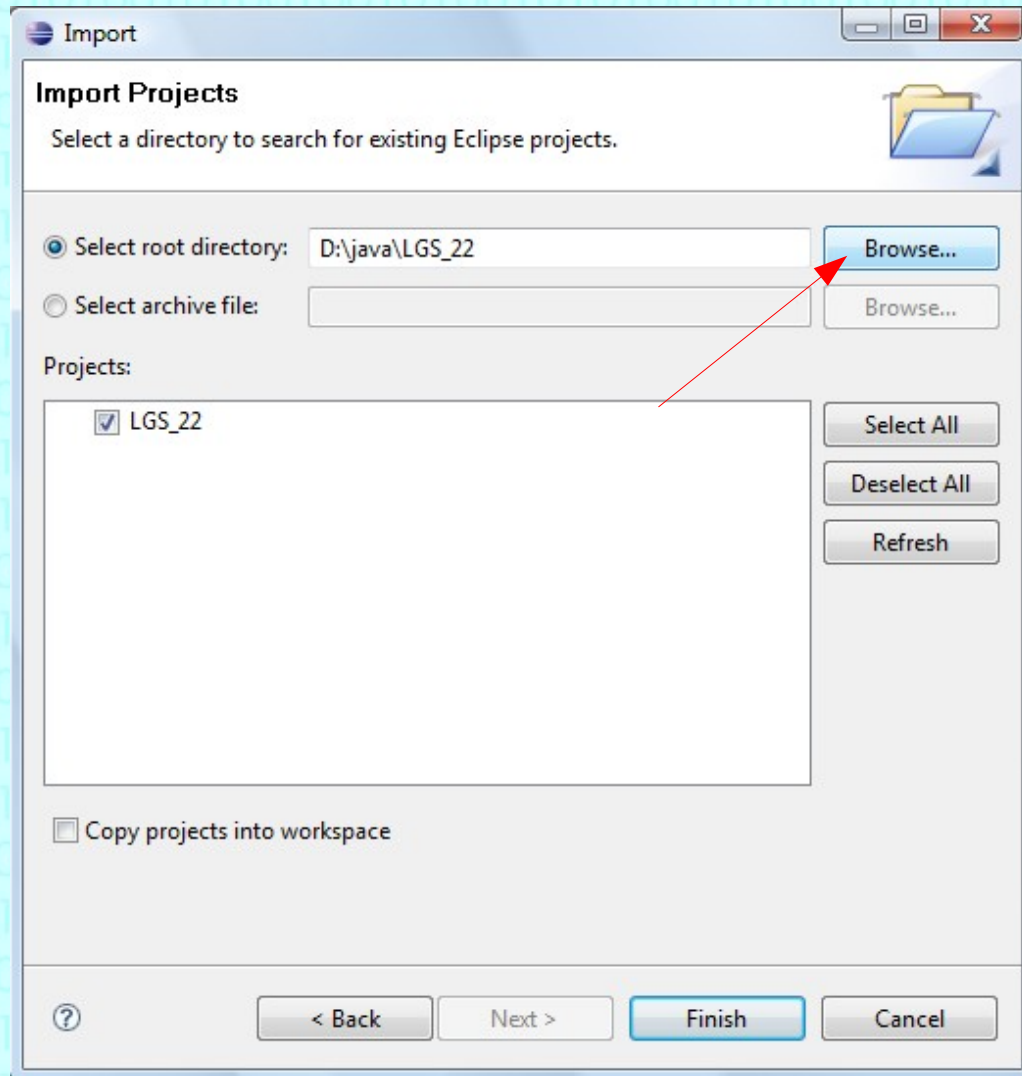 Import
Import Projects
Select a directory to search for existing Eclipse projects.
Select root directory: D:\java\LGS_22 Browse...
Select archive file: Browse...
Projects:
LGS_22
Select All
Deselect All
Refresh
Copy projects into workspace
? < Back Next > Finish Cancel